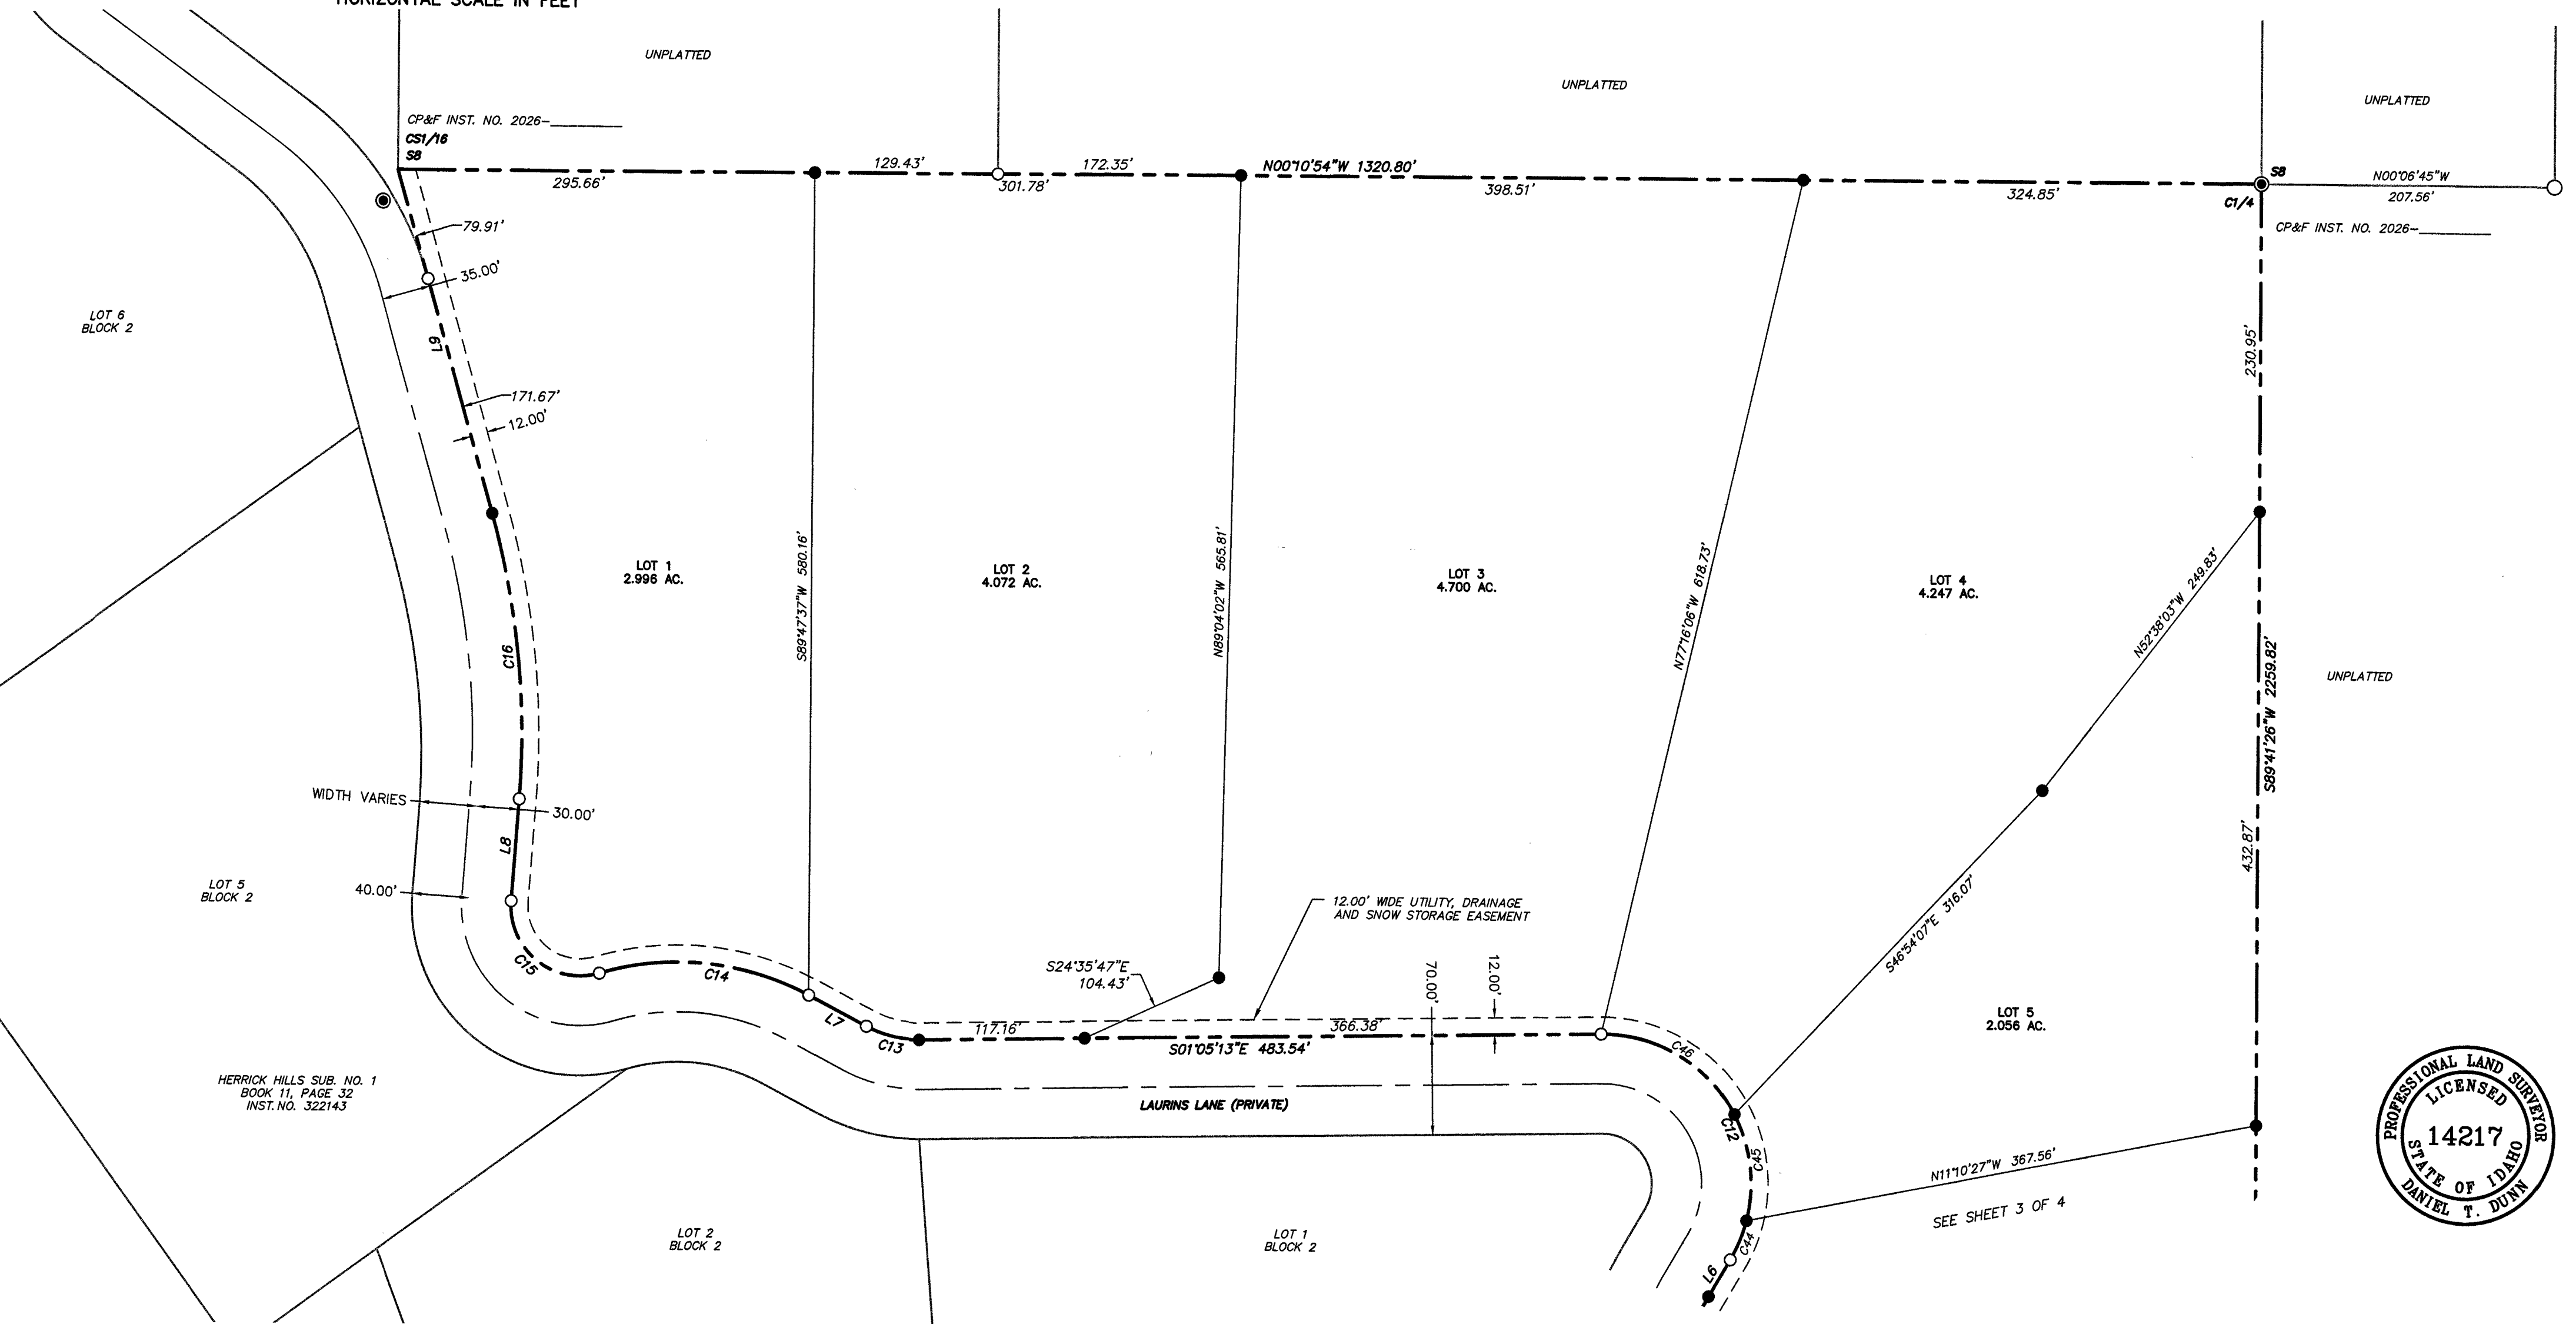 HORIZONTAL SCALE IN FEET
UNPLATTED
UNPLATTED
UNPLATTED
CP&F INST. NO. 2026-________
CS1/16
S8
129.43'
172.35'
N00°10'54"W 1320.80'
295.66'
301.78'
398.51'
324.85'
S8
C1/4
N00°06'45"W
207.56'
CP&F INST. NO. 2026-________
79.91'
35.00'
L9
171.67'
12.00'
LOT 6
BLOCK 2
230.95'
S89°47'37"W 580.16'
N89°04'02"W 565.81'
N77°16'06"W 618.73'
N52°38'03"W 249.83'
LOT 1
2.996 AC.
LOT 2
4.072 AC.
LOT 3
4.700 AC.
LOT 4
4.247 AC.
C16
S89°41'26"W 2259.82'
UNPLATTED
WIDTH VARIES
30.00'
L8
432.87'
40.00'
LOT 5
BLOCK 2
12.00' WIDE UTILITY, DRAINAGE
AND SNOW STORAGE EASEMENT
S46°54'07"E 316.07'
C15
C14
S24°35'47"E
104.43'
70.00'
12.00'
L7
C13
117.16'
366.38'
S01°05'13"E 483.54'
C46
LOT 5
2.056 AC.
HERRICK HILLS SUB. NO. 1
BOOK 11, PAGE 32
INST. NO. 322143
LAURINS LANE (PRIVATE)
C12
C45
N11°10'27"W 367.56'
SEE SHEET 3 OF 4
C44
L6
LOT 2
BLOCK 2
LOT 1
BLOCK 2
PROFESSIONAL LAND SURVEYOR
LICENSED
14217
STATE OF IDAHO
DANIEL T. DUNN